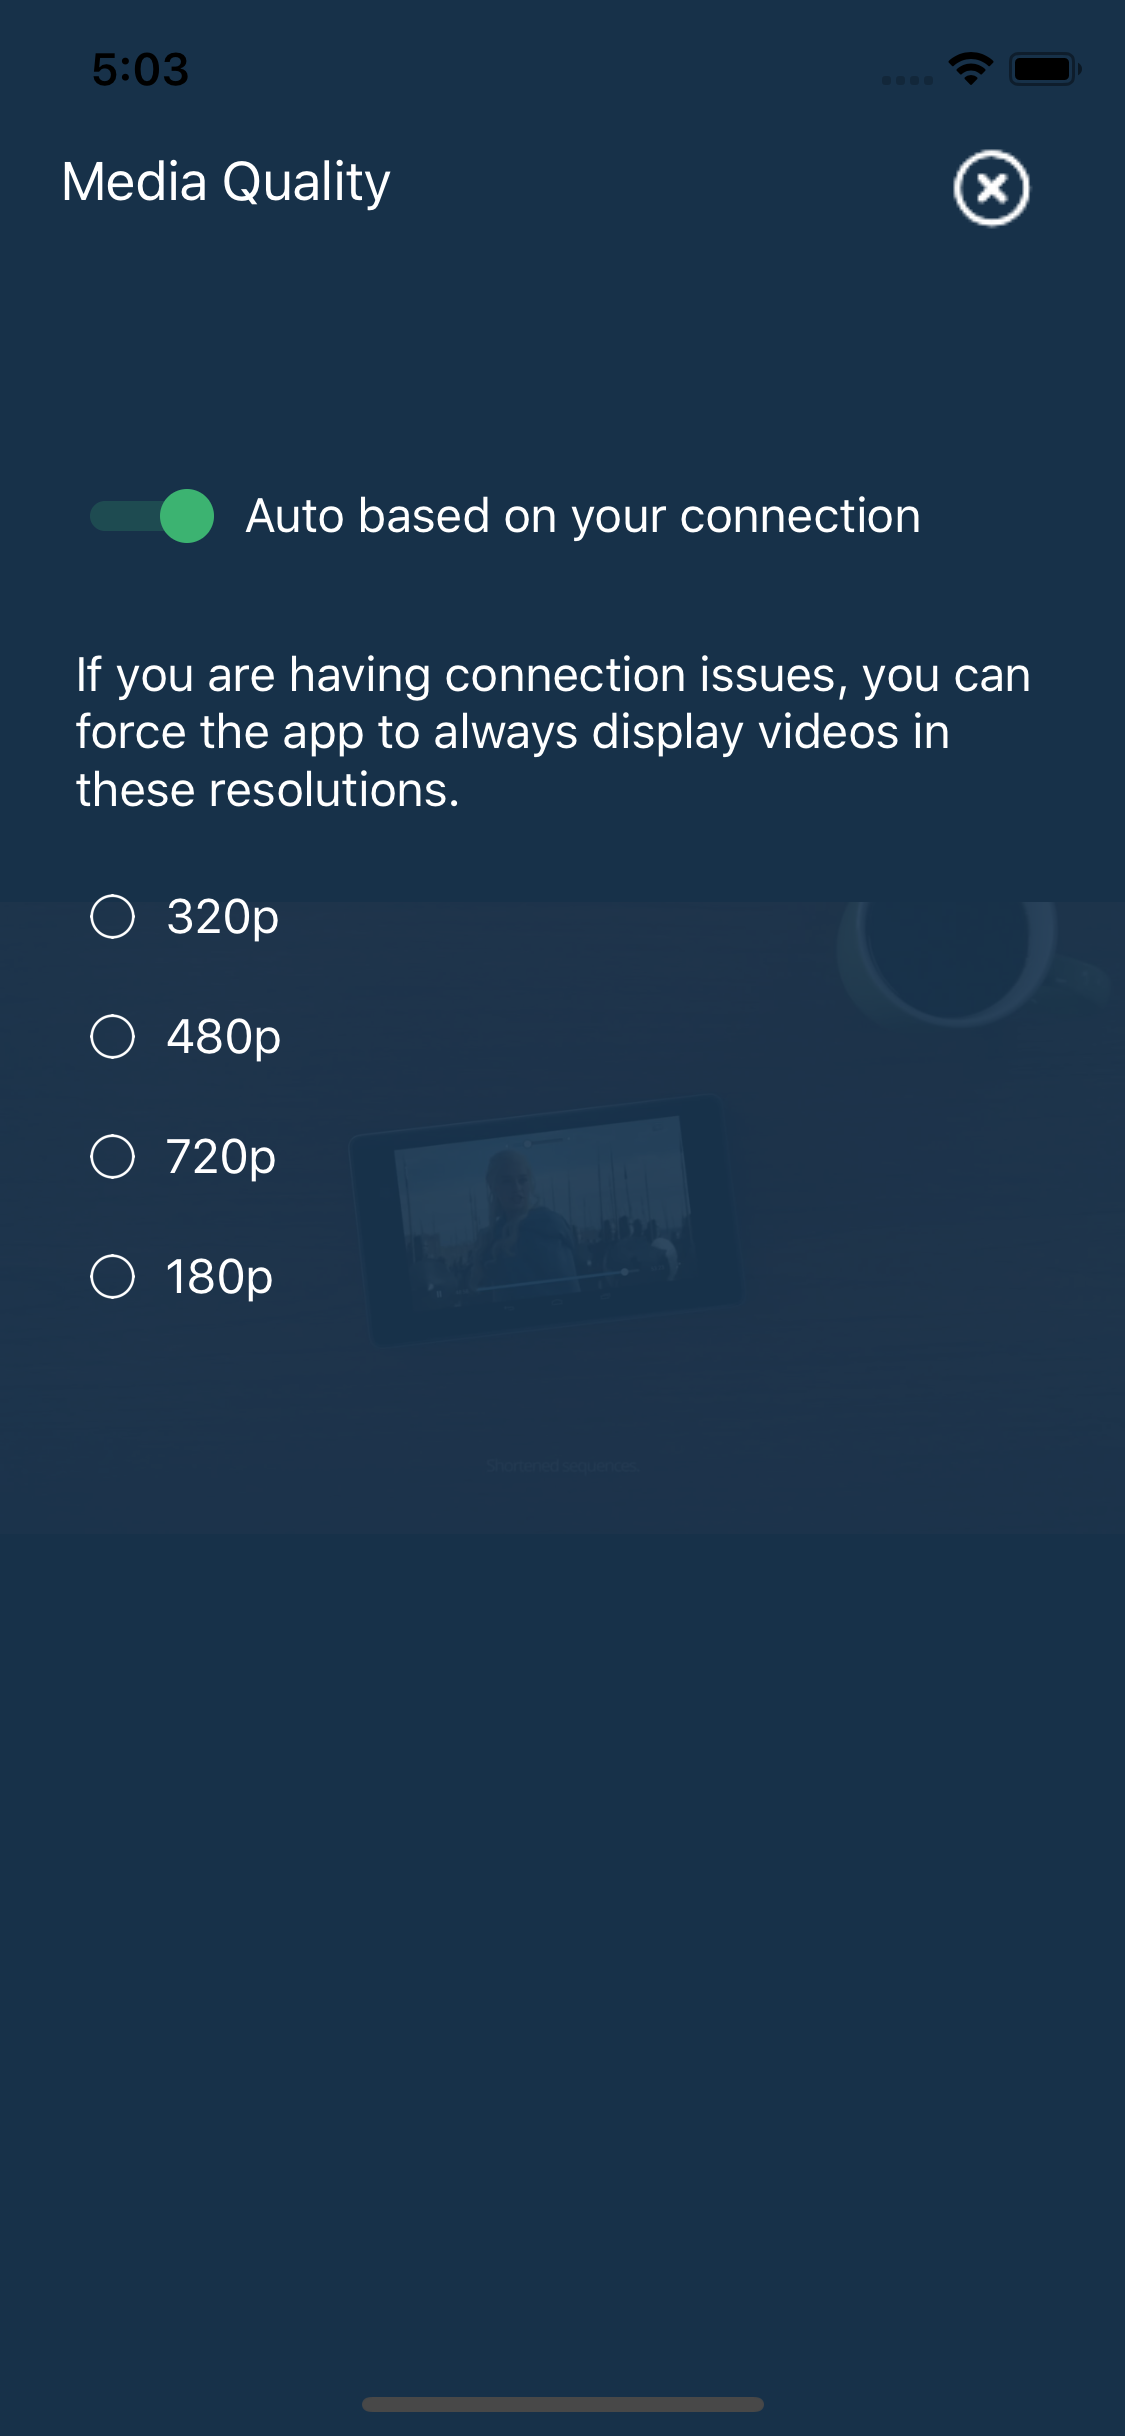 5:03
Media Quality
Auto based on your connection
If you are having connection issues, you can
force the app to always display videos in
these resolutions.
320p
480p
720p
180p
Shortened sequences